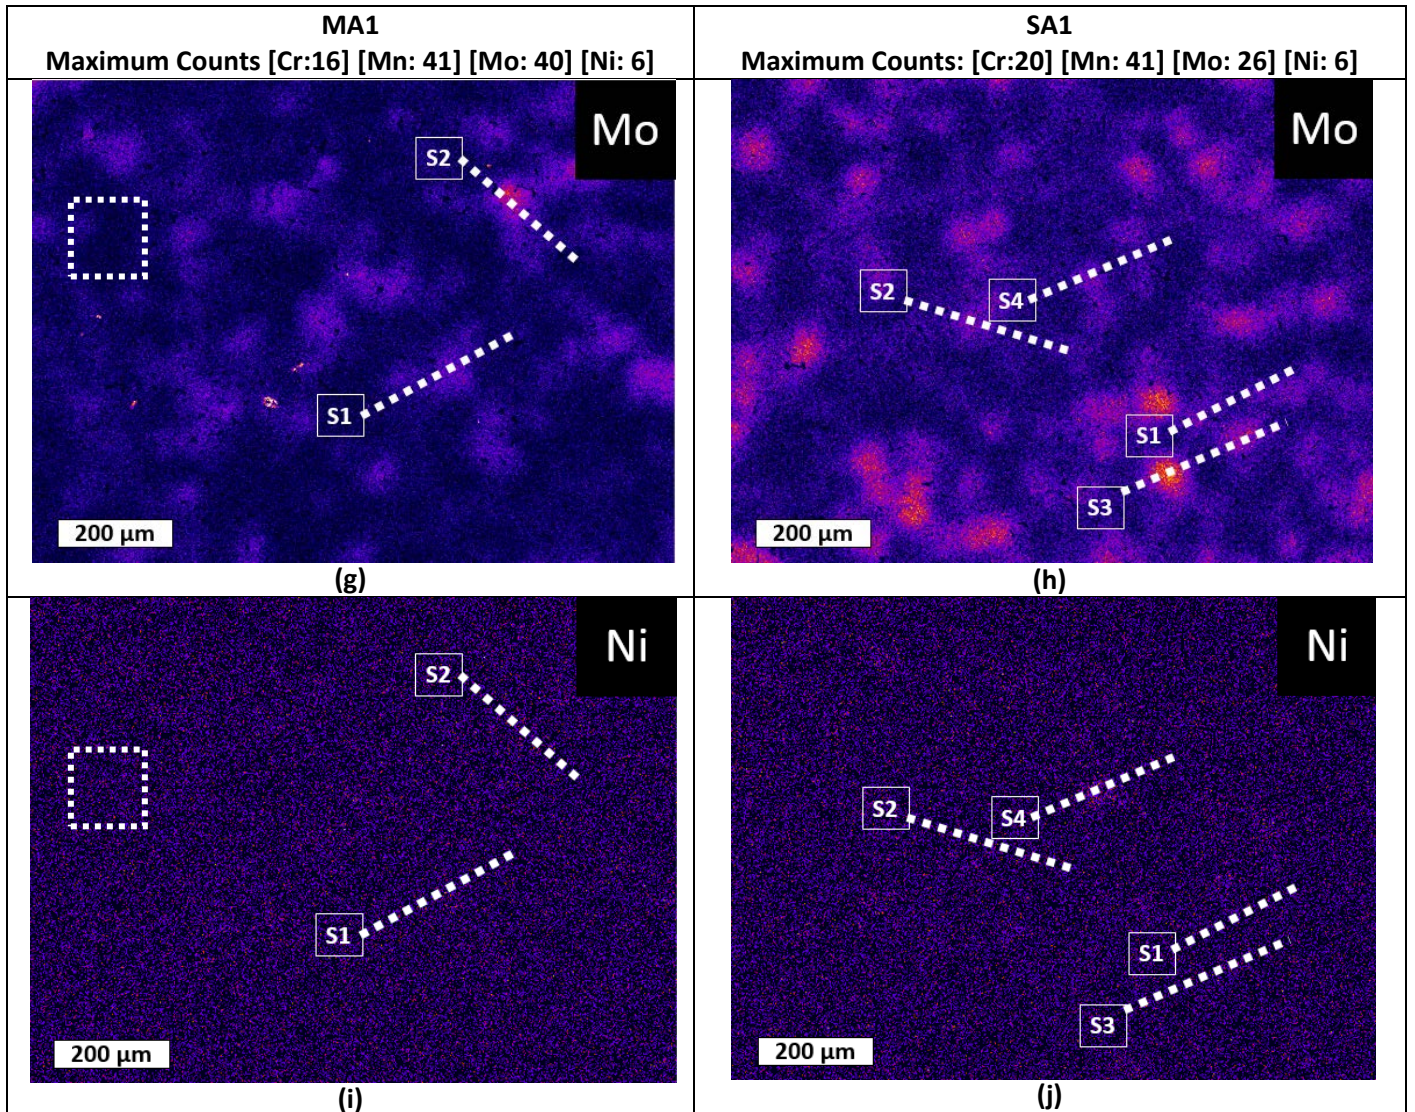 MA1
Maximum Counts [Cr:16] [Mn: 41] [Mo: 40] [Ni: 6]
SA1
Maximum Counts: [Cr:20] [Mn: 41] [Mo: 26] [Ni: 6]
Mo
S2
S1
200 µm
(g)
Mo
S2
S4
S1
S3
200 µm
(h)
Ni
S2
S1
200 µm
(i)
Ni
S2
S4
S1
S3
200 µm
(j)